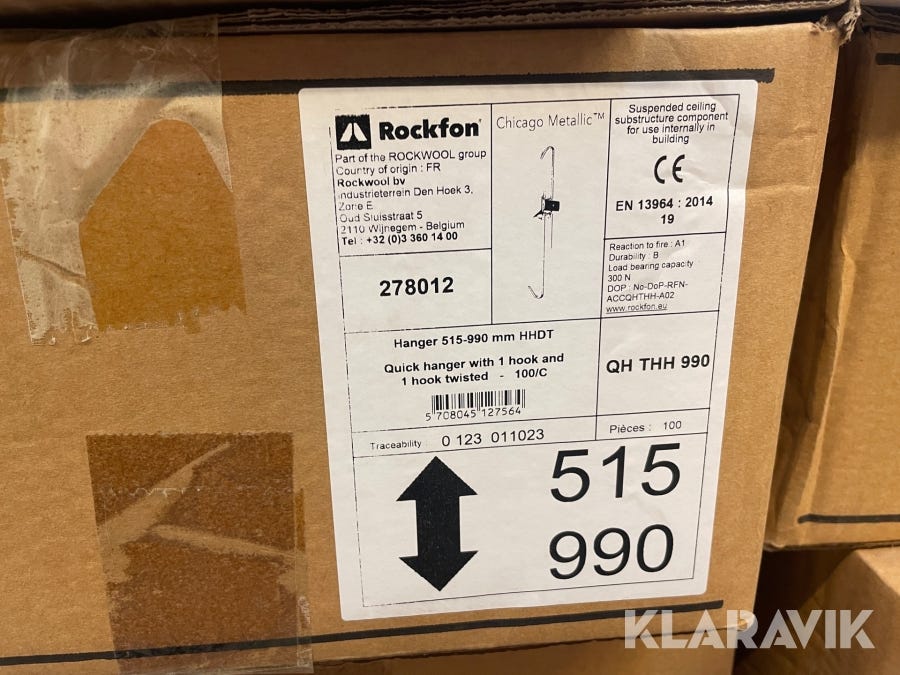 Rockfon
Part of the ROCKWOOL group
Country of origin : FR
Rockwool bv
Industrieterrein Den Hoek 3,
Zone E
Oud Sluisstraat 5
2110 Wijnegem - Belgium
Tel : +32 (0)3 360 14 00
Chicago Metallic™
Suspended ceiling
substructure component
for use internally in
building
CE
EN 13964 : 2014
19
Reaction to fire : A1
Durability : B
Load bearing capacity :
300 N
DOP : No-DoP-RFN-
ACCQHTHH-A02
www.rockfon.eu
278012
Hanger 515-990 mm HHDT
Quick hanger with 1 hook and
1 hook twisted - 100/C
5 708045 127564
QH THH 990
Traceability : 0 123 011023
Pièces : 100
515
990
KLARAVIK